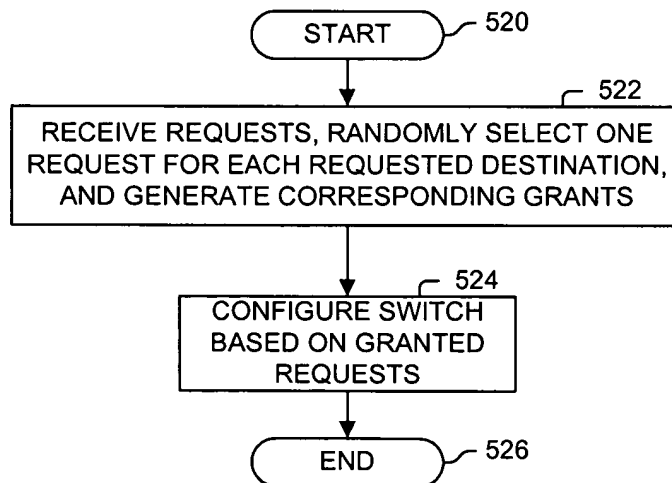 START
520
522
RECEIVE REQUESTS, RANDOMLY SELECT ONE
REQUEST FOR EACH REQUESTED DESTINATION,
AND GENERATE CORRESPONDING GRANTS
524
CONFIGURE SWITCH
BASED ON GRANTED
REQUESTS
END
526